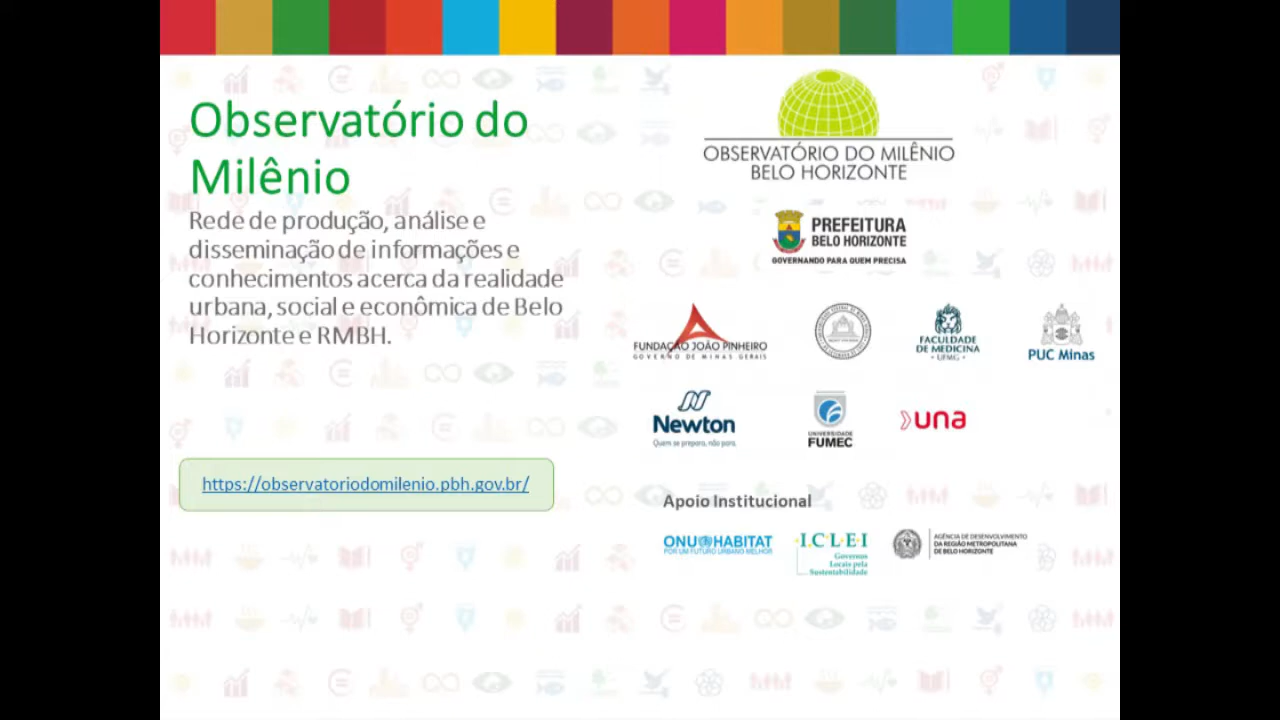 Observatório do
Milênio
Rede de produção, análise e
disseminação de informações e
conhecimentos acerca da realidade
urbana, social e econômica de Belo
Horizonte e RMBH.
https://observatoriodomilenio.pbh.gov.br/
OBSERVATÓRIO DO MILÊNIO
BELO HORIZONTE
PREFEITURA
BELO HORIZONTE
GOVERNANDO PARA QUEM PRECISA
FUNDAÇÃO JOÃO PINHEIRO
GOVERNO DE MINAS GERAIS
FACULDADE
DE MEDICINA
UFMG
PUC Minas
Newton
Quem se prepara, não para.
UNIVERSIDADE
FUMEC
una
Apoio Institucional
ONU HABITAT
POR UM FUTURO URBANO MELHOR
I.C.L.E.I
Governos
Locais pela
Sustentabilidade
AGÊNCIA DE DESENVOLVIMENTO
DA REGIÃO METROPOLITANA
DE BELO HORIZONTE